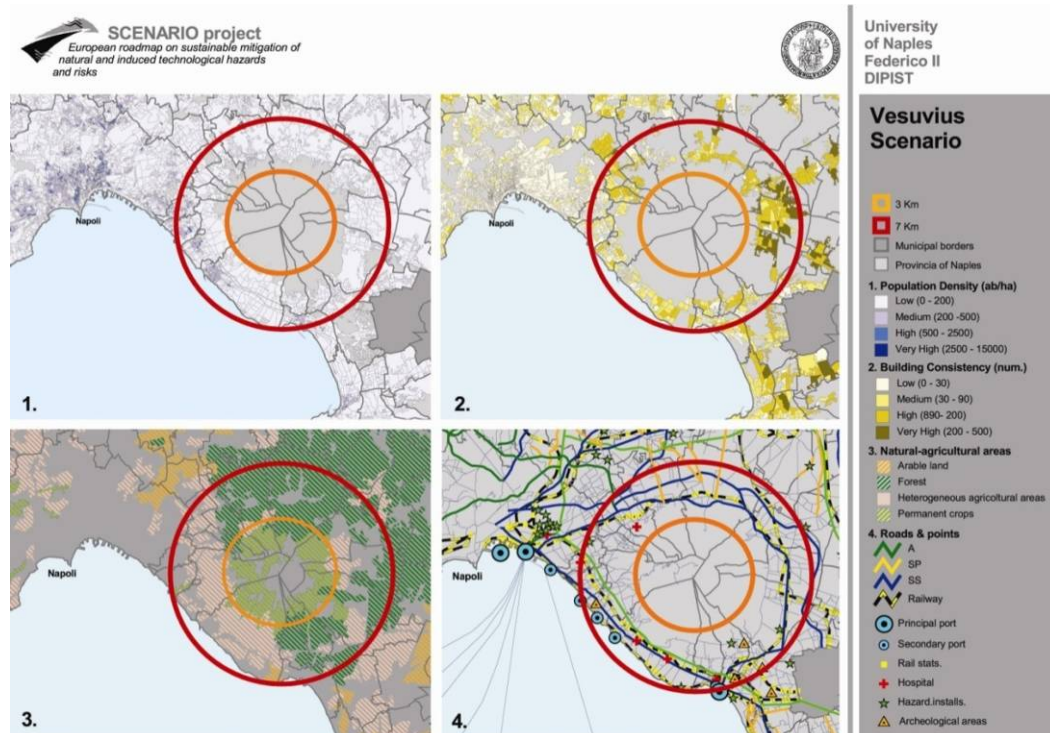 SCENARIO project
European roadmap on sustainable mitigation of
natural and induced technological hazards
and risks
University
of Naples
Federico II
DIPIST
Napoli
1.
2.
Napoli
3.
Napoli
4.
Vesuvius
Scenario
3 Km
7 Km
Municipal borders
Provincia of Naples
1. Population Density (ab/ha)
Low (0 - 200)
Medium (200 -500)
High (500 - 2500)
Very High (2500 - 15000)
2. Building Consistency (num.)
Low (0 - 30)
Medium (30 - 90)
High (890- 200)
Very High (200 - 500)
3. Natural-agricultural areas
Arable land
Forest
Heterogeneous agricoltural areas
Permanent crops
4. Roads & points
A
SP
SS
Railway
Principal port
Secondary port
Rail stats.
Hospital
Hazard.installs.
Archeological areas